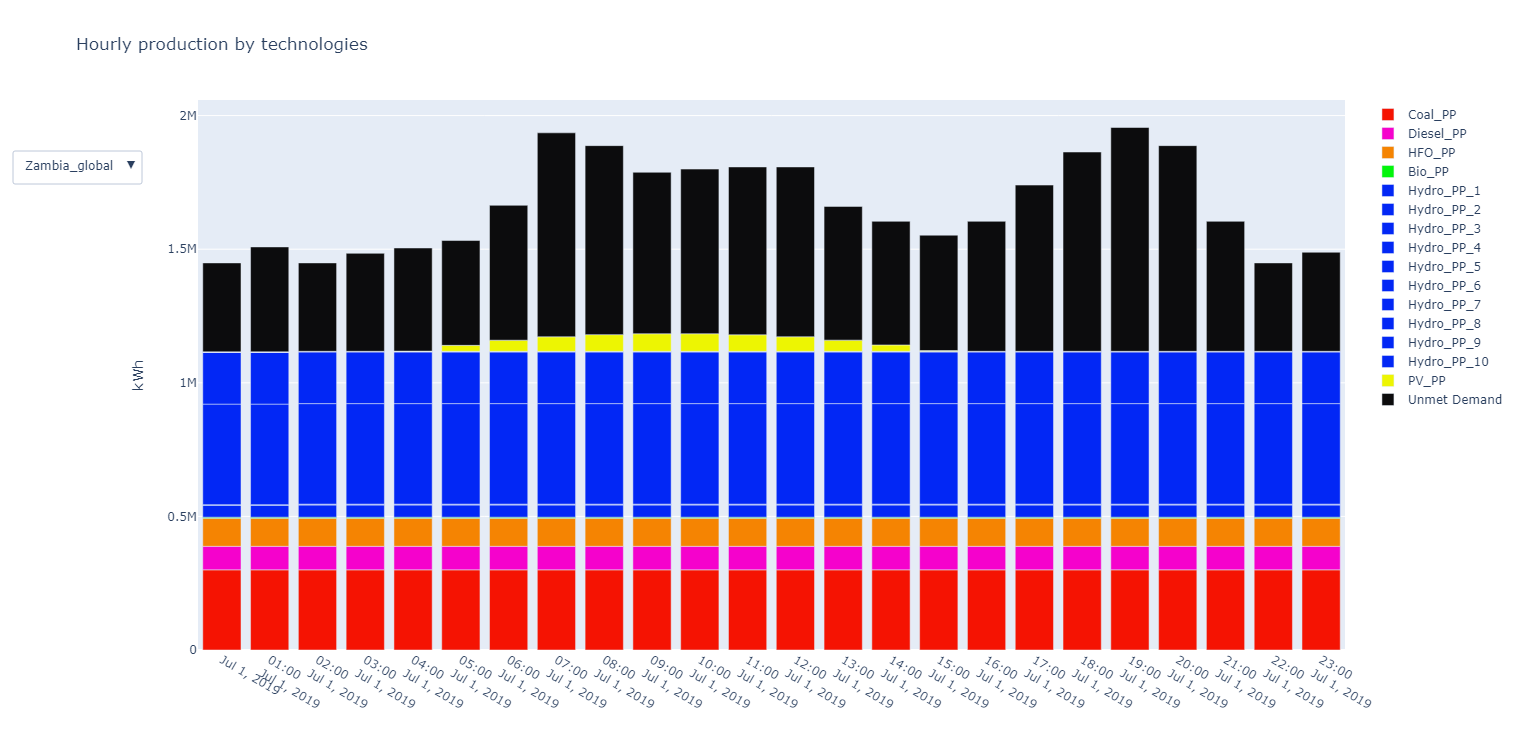 Hourly production by technologies
Zambia_global ▼
kWh
2M
1.5M
1M
0.5M
0
Jul 1, 2019
01:00
Jul 1, 2019
02:00
Jul 1, 2019
03:00
Jul 1, 2019
04:00
Jul 1, 2019
05:00
Jul 1, 2019
06:00
Jul 1, 2019
07:00
Jul 1, 2019
08:00
Jul 1, 2019
09:00
Jul 1, 2019
10:00
Jul 1, 2019
11:00
Jul 1, 2019
12:00
Jul 1, 2019
13:00
Jul 1, 2019
14:00
Jul 1, 2019
15:00
Jul 1, 2019
16:00
Jul 1, 2019
17:00
Jul 1, 2019
18:00
Jul 1, 2019
19:00
Jul 1, 2019
20:00
Jul 1, 2019
21:00
Jul 1, 2019
22:00
Jul 1, 2019
23:00
Jul 1, 2019
Coal_PP
Diesel_PP
HFO_PP
Bio_PP
Hydro_PP_1
Hydro_PP_2
Hydro_PP_3
Hydro_PP_4
Hydro_PP_5
Hydro_PP_6
Hydro_PP_7
Hydro_PP_8
Hydro_PP_9
Hydro_PP_10
PV_PP
Unmet Demand